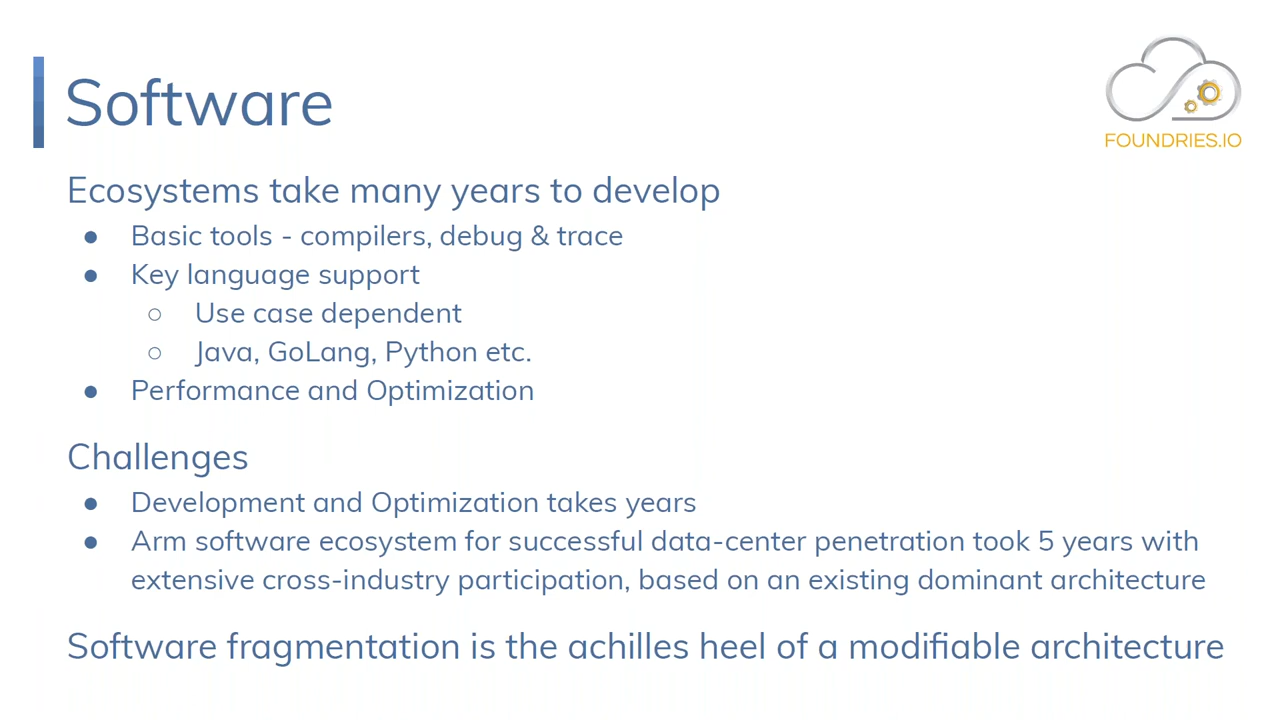 Software
FOUNDRIES.IO
Ecosystems take many years to develop
● Basic tools - compilers, debug & trace
● Key language support
○ Use case dependent
○ Java, GoLang, Python etc.
● Performance and Optimization
Challenges
● Development and Optimization takes years
● Arm software ecosystem for successful data-center penetration took 5 years with
extensive cross-industry participation, based on an existing dominant architecture
Software fragmentation is the achilles heel of a modifiable architecture